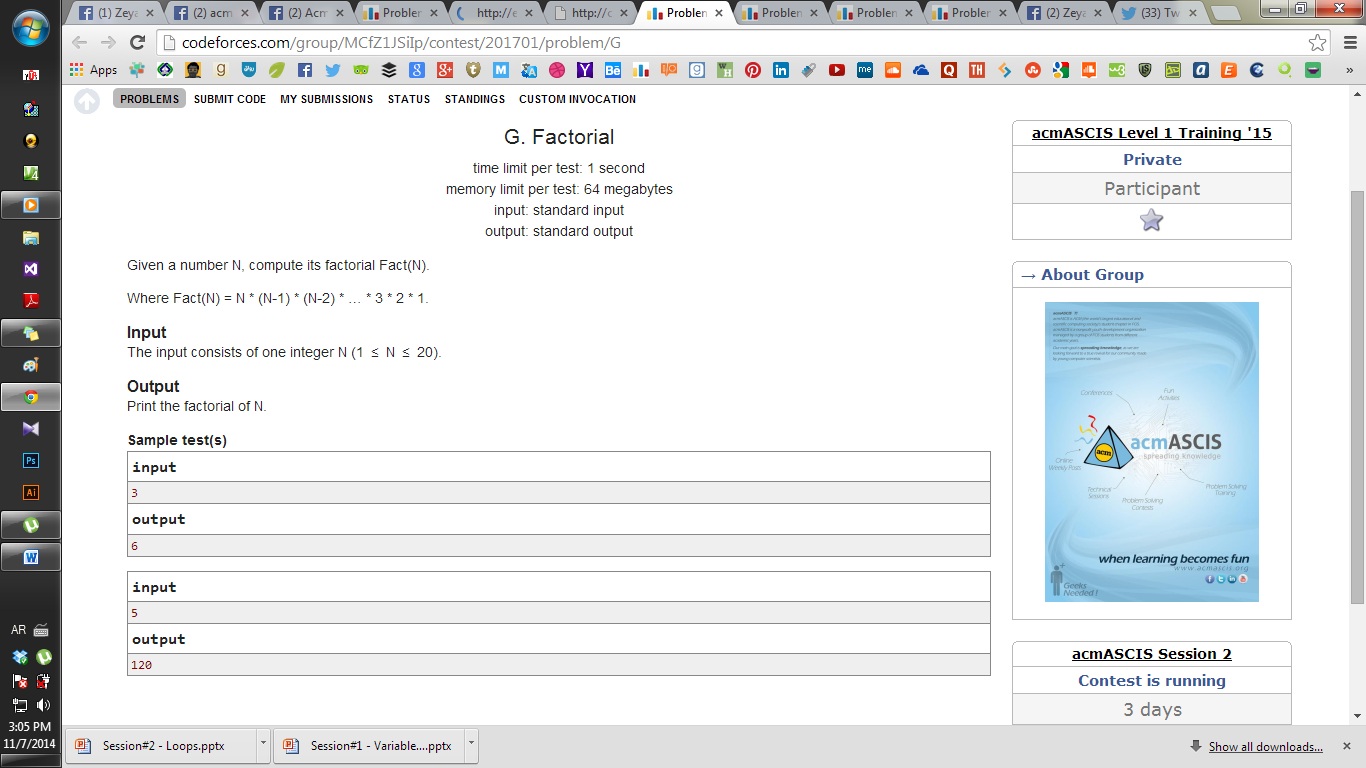 (1) Zeya
(2) acm
(2) Acm
Problem
http://e
http://c
Problem
Problem
Problem
Problem
(2) Zeya
(33) Tw
codeforces.com/group/MCfZ1JSiIp/contest/201701/problem/G
Apps
PROBLEMS SUBMIT CODE MY SUBMISSIONS STATUS STANDINGS CUSTOM INVOCATION
G. Factorial
time limit per test: 1 second
memory limit per test: 64 megabytes
input: standard input
output: standard output
Given a number N, compute its factorial Fact(N).
Where Fact(N) = N * (N-1) * (N-2) * … * 3 * 2 * 1.
Input
The input consists of one integer N (1 ≤ N ≤ 20).
Output
Print the factorial of N.
Sample test(s)
input
3
output
6
input
5
output
120
acmASCIS Level 1 Training '15
Private
Participant
→ About Group
Conferences
Fun
Activities
acmASCIS
spreading knowledge
acm
Online
Weekly Posts
Technical
Sessions
Problem Solving
Contests
Problem Solving
Training
when learning becomes fun
www.acmascis.org
Geeks
Needed !
acmASCIS Session 2
Contest is running
3 days
AR
3:05 PM
11/7/2014
Session#2 - Loops.pptx
Session#1 - Variable....pptx
Show all downloads...